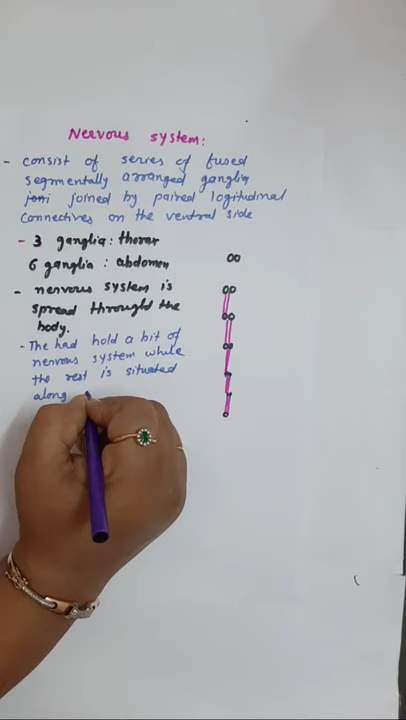 Nervous system:
- consist of series of fused
segmentally arranged ganglia
joni joined by paired logitudinal
connectives on the ventral side
- 3 ganglia: thorax
6 ganglia: abdomen
- nervous system is
spread throught the
body.
- The had hold a bit of
nervous system while
the rest is situated
along